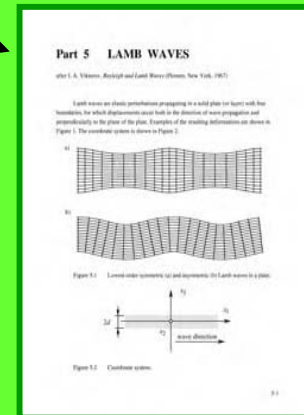 Part 5 LAMB WAVES
after I. A. Viktorov, Rayleigh and Lamb Waves (Plenum, New York, 1967)
Lamb waves are elastic perturbations propagating in a solid plate (or layer) with free
boundaries, for which displacements occur both in the direction of wave propagation and
perpendicularly to the plane of the plate. Examples of the resulting deformations are shown in
Figure 1. The coordinate system is shown in Figure 2.
a)
b)
Figure 5.1 Lowest-order symmetric (a) and asymmetric (b) Lamb waves in a plate.
x3
x1
2d
x2
wave direction
Figure 5.2 Coordinate system.
5-1